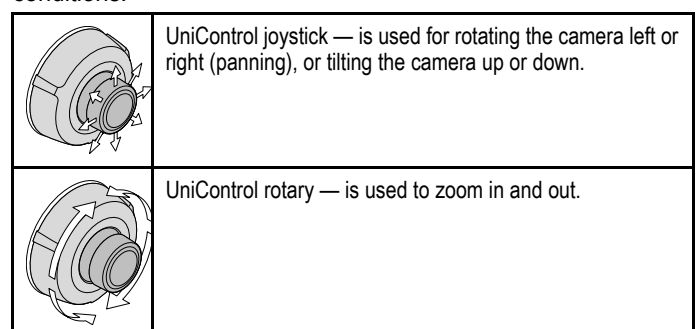 conditions.
UniControl joystick — is used for rotating the camera left or
right (panning), or tilting the camera up or down.
UniControl rotary — is used to zoom in and out.